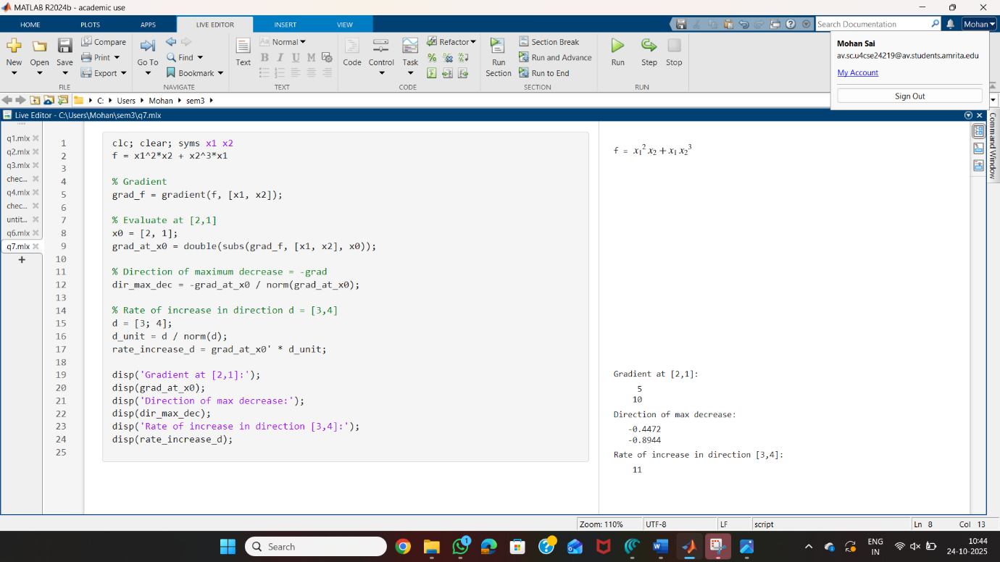 MATLAB R2024b - academic use
HOME PLOTS APPS LIVE EDITOR INSERT VIEW
Search Documentation
Mohan
Mohan Sai
av.sc.u4cse24219@av.students.amrita.edu
My Account
Sign Out
New Open Save
Compare
Print
Export
FILE
Go To
Find
Bookmark
NAVIGATE
Text
Aa Normal
B I U M
TEXT
Code Control Task
Refactor
CODE
Run Section
Section Break
Run and Advance
Run to End
SECTION
Run Step Stop
RUN
C: Users Mohan sem3
Live Editor - C:\Users\Mohan\sem3\q7.mlx
Command Window
q1.mlx
q2.mlx
q3.mlx
chec...
q4.mlx
chec...
untit...
q6.mlx
q7.mlx
+
1 clc; clear; syms x1 x2
2 f = x1^2*x2 + x2^3*x1
3
4 % Gradient
5 grad_f = gradient(f, [x1, x2]);
6
7 % Evaluate at [2,1]
8 x0 = [2, 1];
9 grad_at_x0 = double(subs(grad_f, [x1, x2], x0));
10
11 % Direction of maximum decrease = -grad
12 dir_max_dec = -grad_at_x0 / norm(grad_at_x0);
13
14 % Rate of increase in direction d = [3,4]
15 d = [3; 4];
16 d_unit = d / norm(d);
17 rate_increase_d = grad_at_x0' * d_unit;
18
19 disp('Gradient at [2,1]:');
20 disp(grad_at_x0);
21 disp('Direction of max decrease:');
22 disp(dir_max_dec);
23 disp('Rate of increase in direction [3,4]:');
24 disp(rate_increase_d);
25
f = x₁² x₂ + x₁ x₂³
Gradient at [2,1]:
5
10
Direction of max decrease:
-0.4472
-0.8944
Rate of increase in direction [3,4]:
11
Zoom: 110% UTF-8 LF script Ln 8 Col 13
Search
1
ENG
IN
10:44
24-10-2025